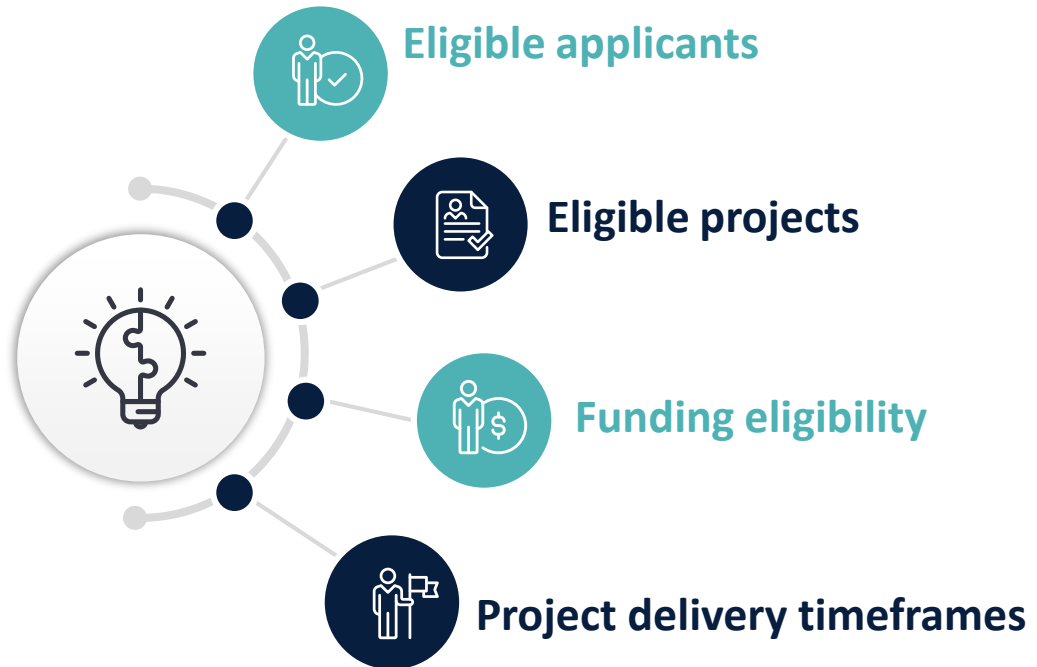 Eligible applicants
Eligible projects
$
Funding eligibility
Project delivery timeframes